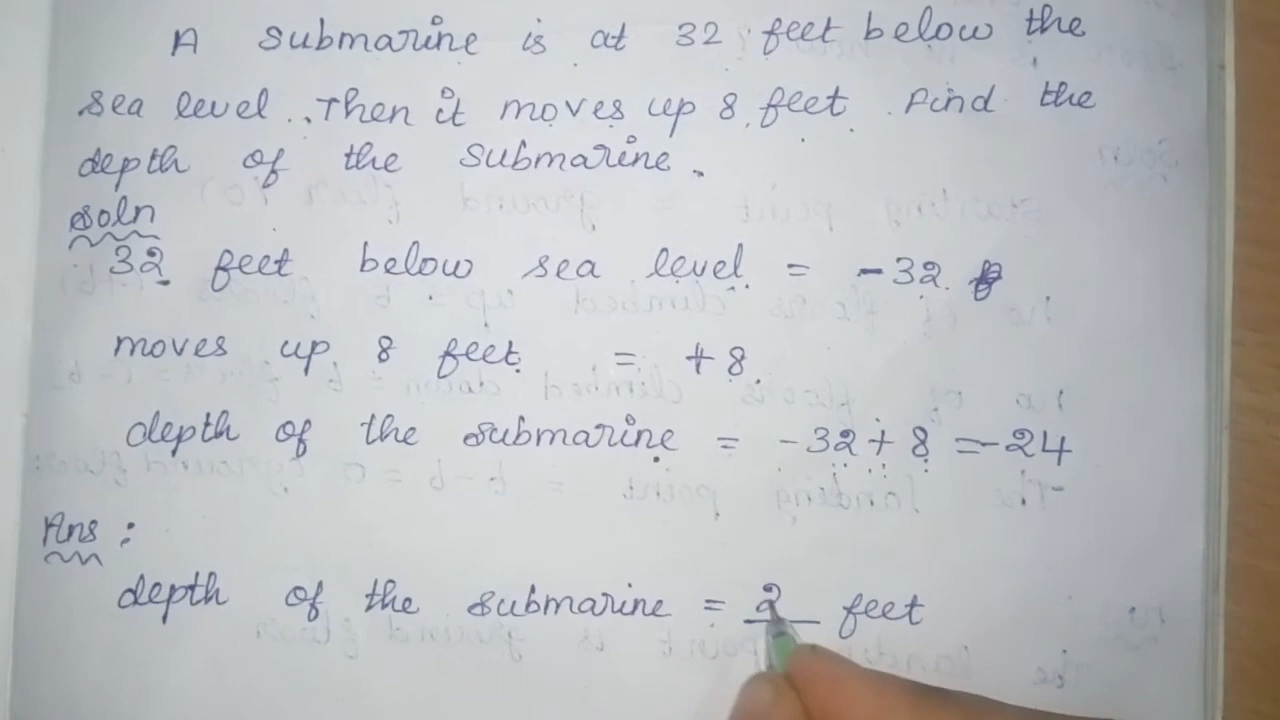 A submarine is at 32 feet below the
sea level. Then it moves up 8 feet. Find the
depth of the submarine.
Soln
32 feet below sea level = -32
moves up 8 feet = +8.
depth of the submarine = -32+8 =-24
Ans :
depth of the submarine = 2 feet